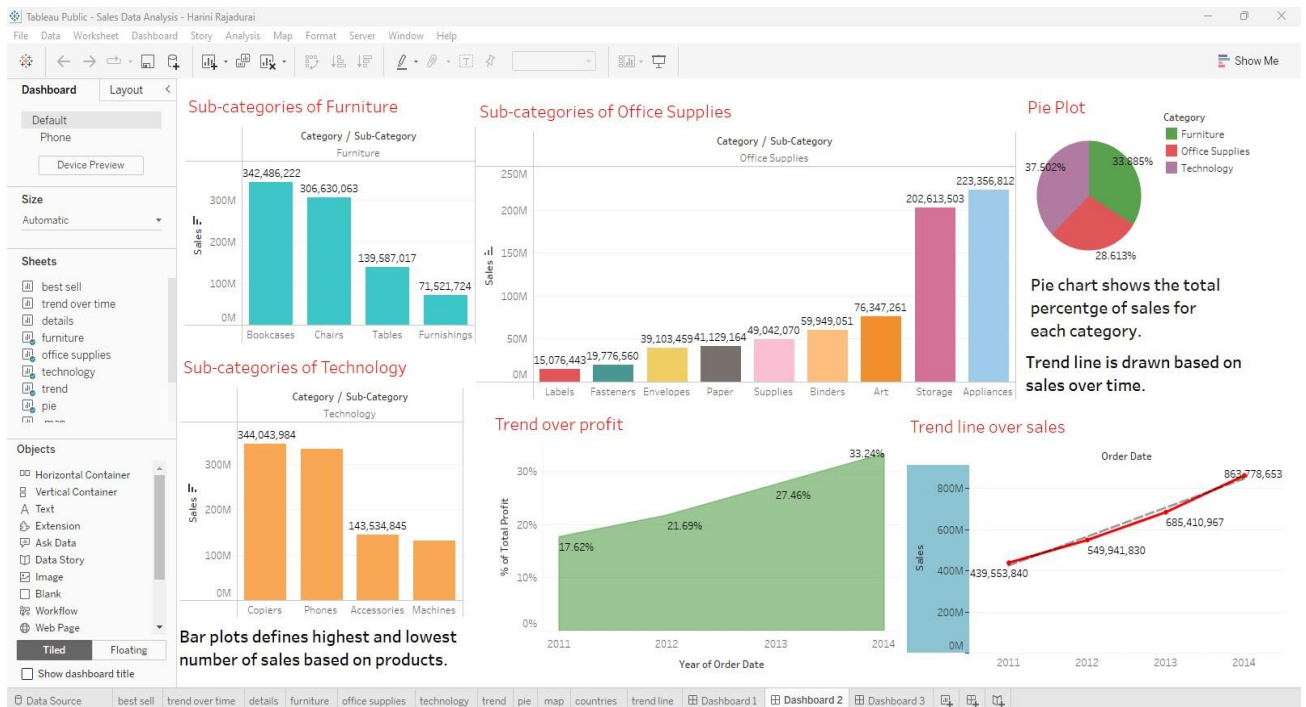 Tableau Public - Sales Data Analysis - Harini Rajadurai
File Data Worksheet Dashboard Story Analysis Map Format Server Window Help
Show Me
Dashboard Layout
Default
Phone
Device Preview
Size
Automatic
Sheets
best sell
trend over time
details
furniture
office supplies
technology
trend
pie
map
Objects
Horizontal Container
Vertical Container
Text
Extension
Ask Data
Data Story
Image
Blank
Workflow
Web Page
Tiled Floating
Show dashboard title
Sub-categories of Furniture
Category / Sub-Category
Furniture
Sales
300M
200M
100M
0M
342,486,222
306,630,063
139,587,017
71,521,724
Bookcases Chairs Tables Furnishings
Sub-categories of Office Supplies
Category / Sub-Category
Office Supplies
Sales
250M
200M
150M
100M
50M
0M
15,076,443 19,776,560 39,103,459 41,129,164 49,042,070 59,949,051 76,347,261 202,613,503 223,356,812
Labels Fasteners Envelopes Paper Supplies Binders Art Storage Appliances
Pie Plot
Category
Furniture
Office Supplies
Technology
37.502%
33.885%
28.613%
Pie chart shows the total
percentge of sales for
each category.
Trend line is drawn based on
sales over time.
Sub-categories of Technology
Category / Sub-Category
Technology
Sales
300M
200M
100M
0M
344,043,984
143,534,845
Copiers Phones Accessories Machines
Bar plots defines highest and lowest
number of sales based on products.
Trend over profit
% of Total Profit
30%
20%
10%
0%
17.62%
21.69%
27.46%
33.24%
2011 2012 2013 2014
Year of Order Date
Trend line over sales
Order Date
Sales
800M
600M
400M
200M
0M
439,553,840
549,941,830
685,410,967
863,778,653
2011 2012 2013 2014
Data Source best sell trend over time details furniture office supplies technology trend pie map countries trend line Dashboard 1 Dashboard 2 Dashboard 3